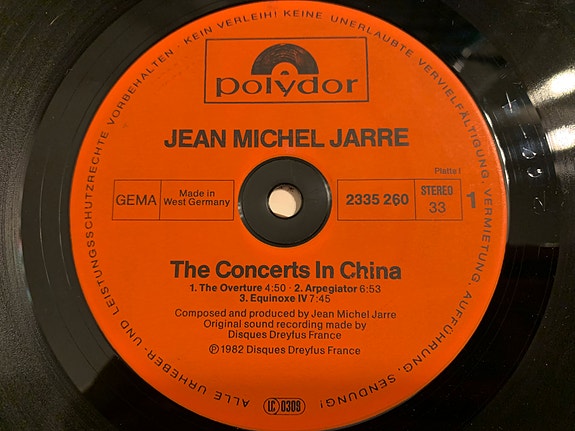 polydor
JEAN MICHEL JARRE
Platte I
GEMA
Made in
West Germany
2335 260
STEREO
33
1
The Concerts In China
1. The Overture 4:50 · 2. Arpegiator 6:53
3. Equinoxe IV 7:45
Composed and produced by Jean Michel Jarre
Original sound recording made by
Disques Dreyfus France
℗ 1982 Disques Dreyfus France
LC 0309
ALLE URHEBER- UND LEISTUNGSSCHUTZRECHTE VORBEHALTEN · KEIN VERLEIH! KEINE UNERLAUBTE VERVIELFÄLTIGUNG, VERMIETUNG, AUFFÜHRUNG, SENDUNG!